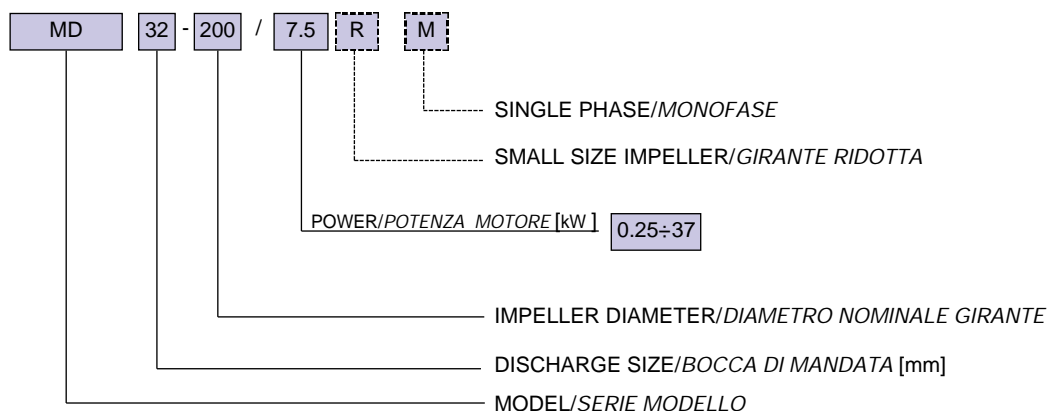 MD 32 - 200 / 7.5 R M
SINGLE PHASE/MONOFASE
SMALL SIZE IMPELLER/GIRANTE RIDOTTA
POWER/POTENZA MOTORE [kW ] 0.25÷37
IMPELLER DIAMETER/DIAMETRO NOMINALE GIRANTE
DISCHARGE SIZE/BOCCA DI MANDATA [mm]
MODEL/SERIE MODELLO